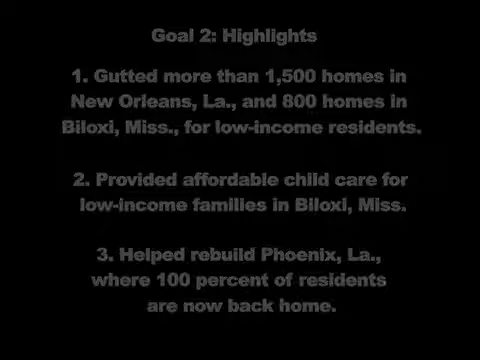 Goal 2: Highlights
1. Gutted more than 1,500 homes in
New Orleans, La., and 800 homes in
Biloxi, Miss., for low-income residents.
2. Provided affordable child care for
low-income families in Biloxi, Miss.
3. Helped rebuild Phoenix, La.,
where 100 percent of residents
are now back home.